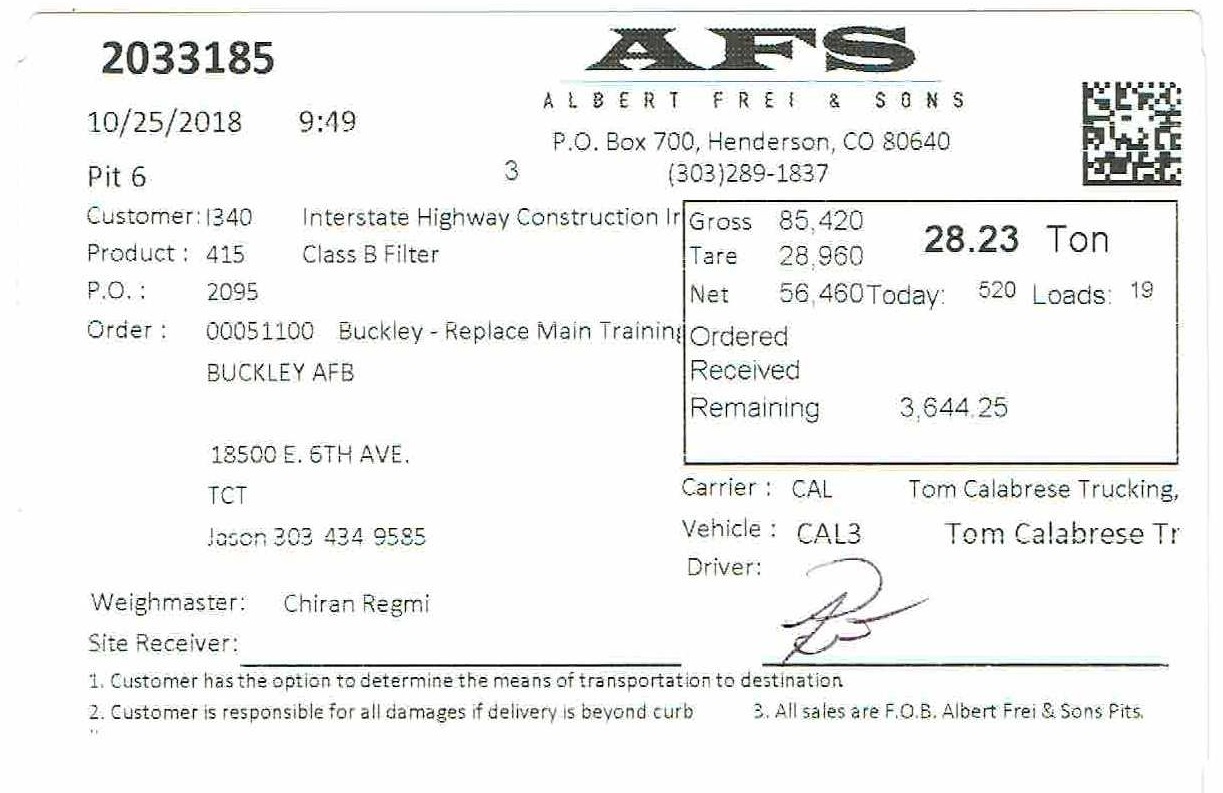 2033185
AFS
ALBERT FREI & SONS
10/25/2018 9:49
P.O. Box 700, Henderson, CO 80640
Pit 6 3 (303)289-1837
Customer: I340 Interstate Highway Construction Ir
Product : 415 Class B Filter
P.O. : 2095
Order : 00051100 Buckley - Replace Main Training
BUCKLEY AFB
18500 E. 6TH AVE.
TCT
Jason 303 434 9585
Gross 85,420 28.23 Ton
Tare 28,960
Net 56,460 Today: 520 Loads: 19
Ordered
Received
Remaining 3,644.25
Carrier : CAL Tom Calabrese Trucking,
Vehicle : CAL3 Tom Calabrese Tr
Driver:
Weighmaster: Chiran Regmi
Site Receiver:
1. Customer has the option to determine the means of transportation to destination
2. Customer is responsible for all damages if delivery is beyond curb 3. All sales are F.O.B. Albert Frei & Sons Pits.